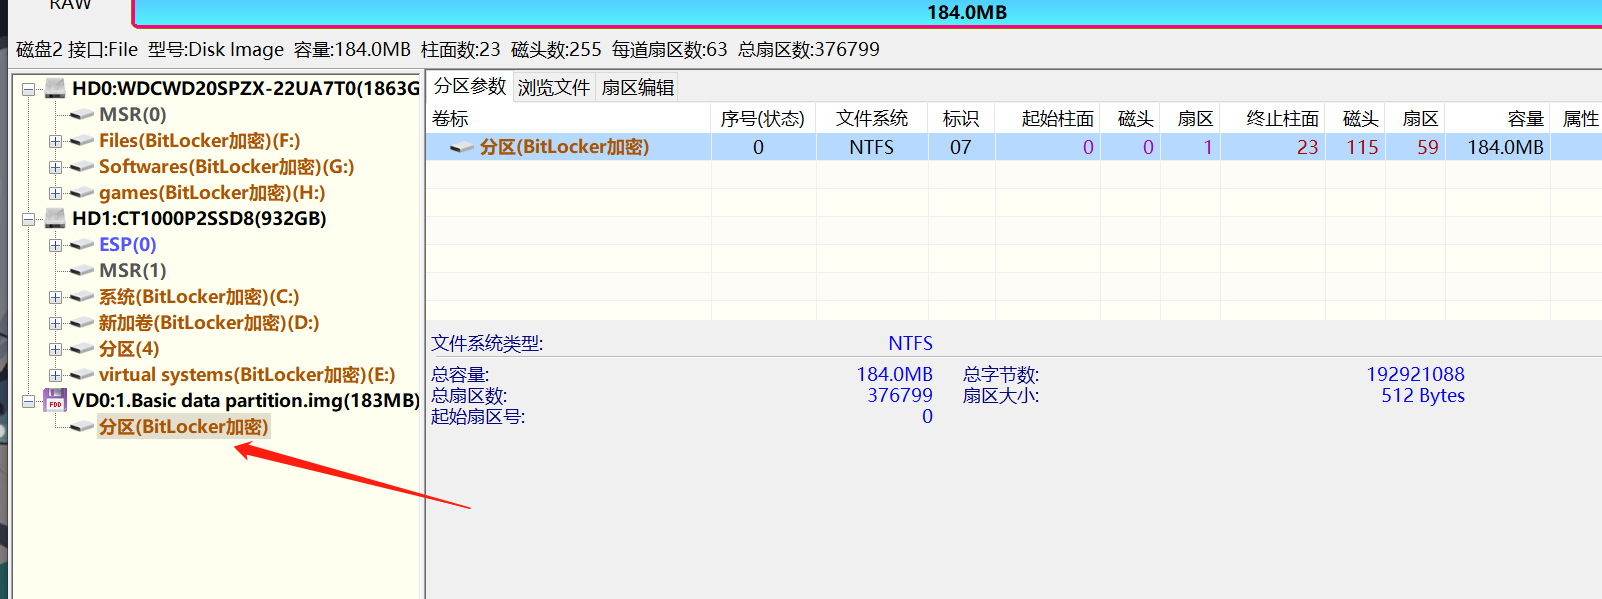 RAW
184.0MB
磁盘2 接口:File 型号:Disk Image 容量:184.0MB 柱面数:23 磁头数:255 每道扇区数:63 总扇区数:376799
HD0:WDCWD20SPZX-22UA7T0(1863G
MSR(0)
Files(BitLocker加密)(F:)
Softwares(BitLocker加密)(G:)
games(BitLocker加密)(H:)
HD1:CT1000P2SSD8(932GB)
ESP(0)
MSR(1)
系统(BitLocker加密)(C:)
新加卷(BitLocker加密)(D:)
分区(4)
virtual systems(BitLocker加密)(E:)
VD0:1.Basic data partition.img(183MB)
分区(BitLocker加密)
分区参数 浏览文件 扇区编辑
卷标 序号(状态) 文件系统 标识 起始柱面 磁头 扇区 终止柱面 磁头 扇区 容量 属性
分区(BitLocker加密) 0 NTFS 07 0 0 1 23 115 59 184.0MB
文件系统类型: NTFS
总容量: 184.0MB 总字节数: 192921088
总扇区数: 376799 扇区大小: 512 Bytes
起始扇区号: 0
FDD